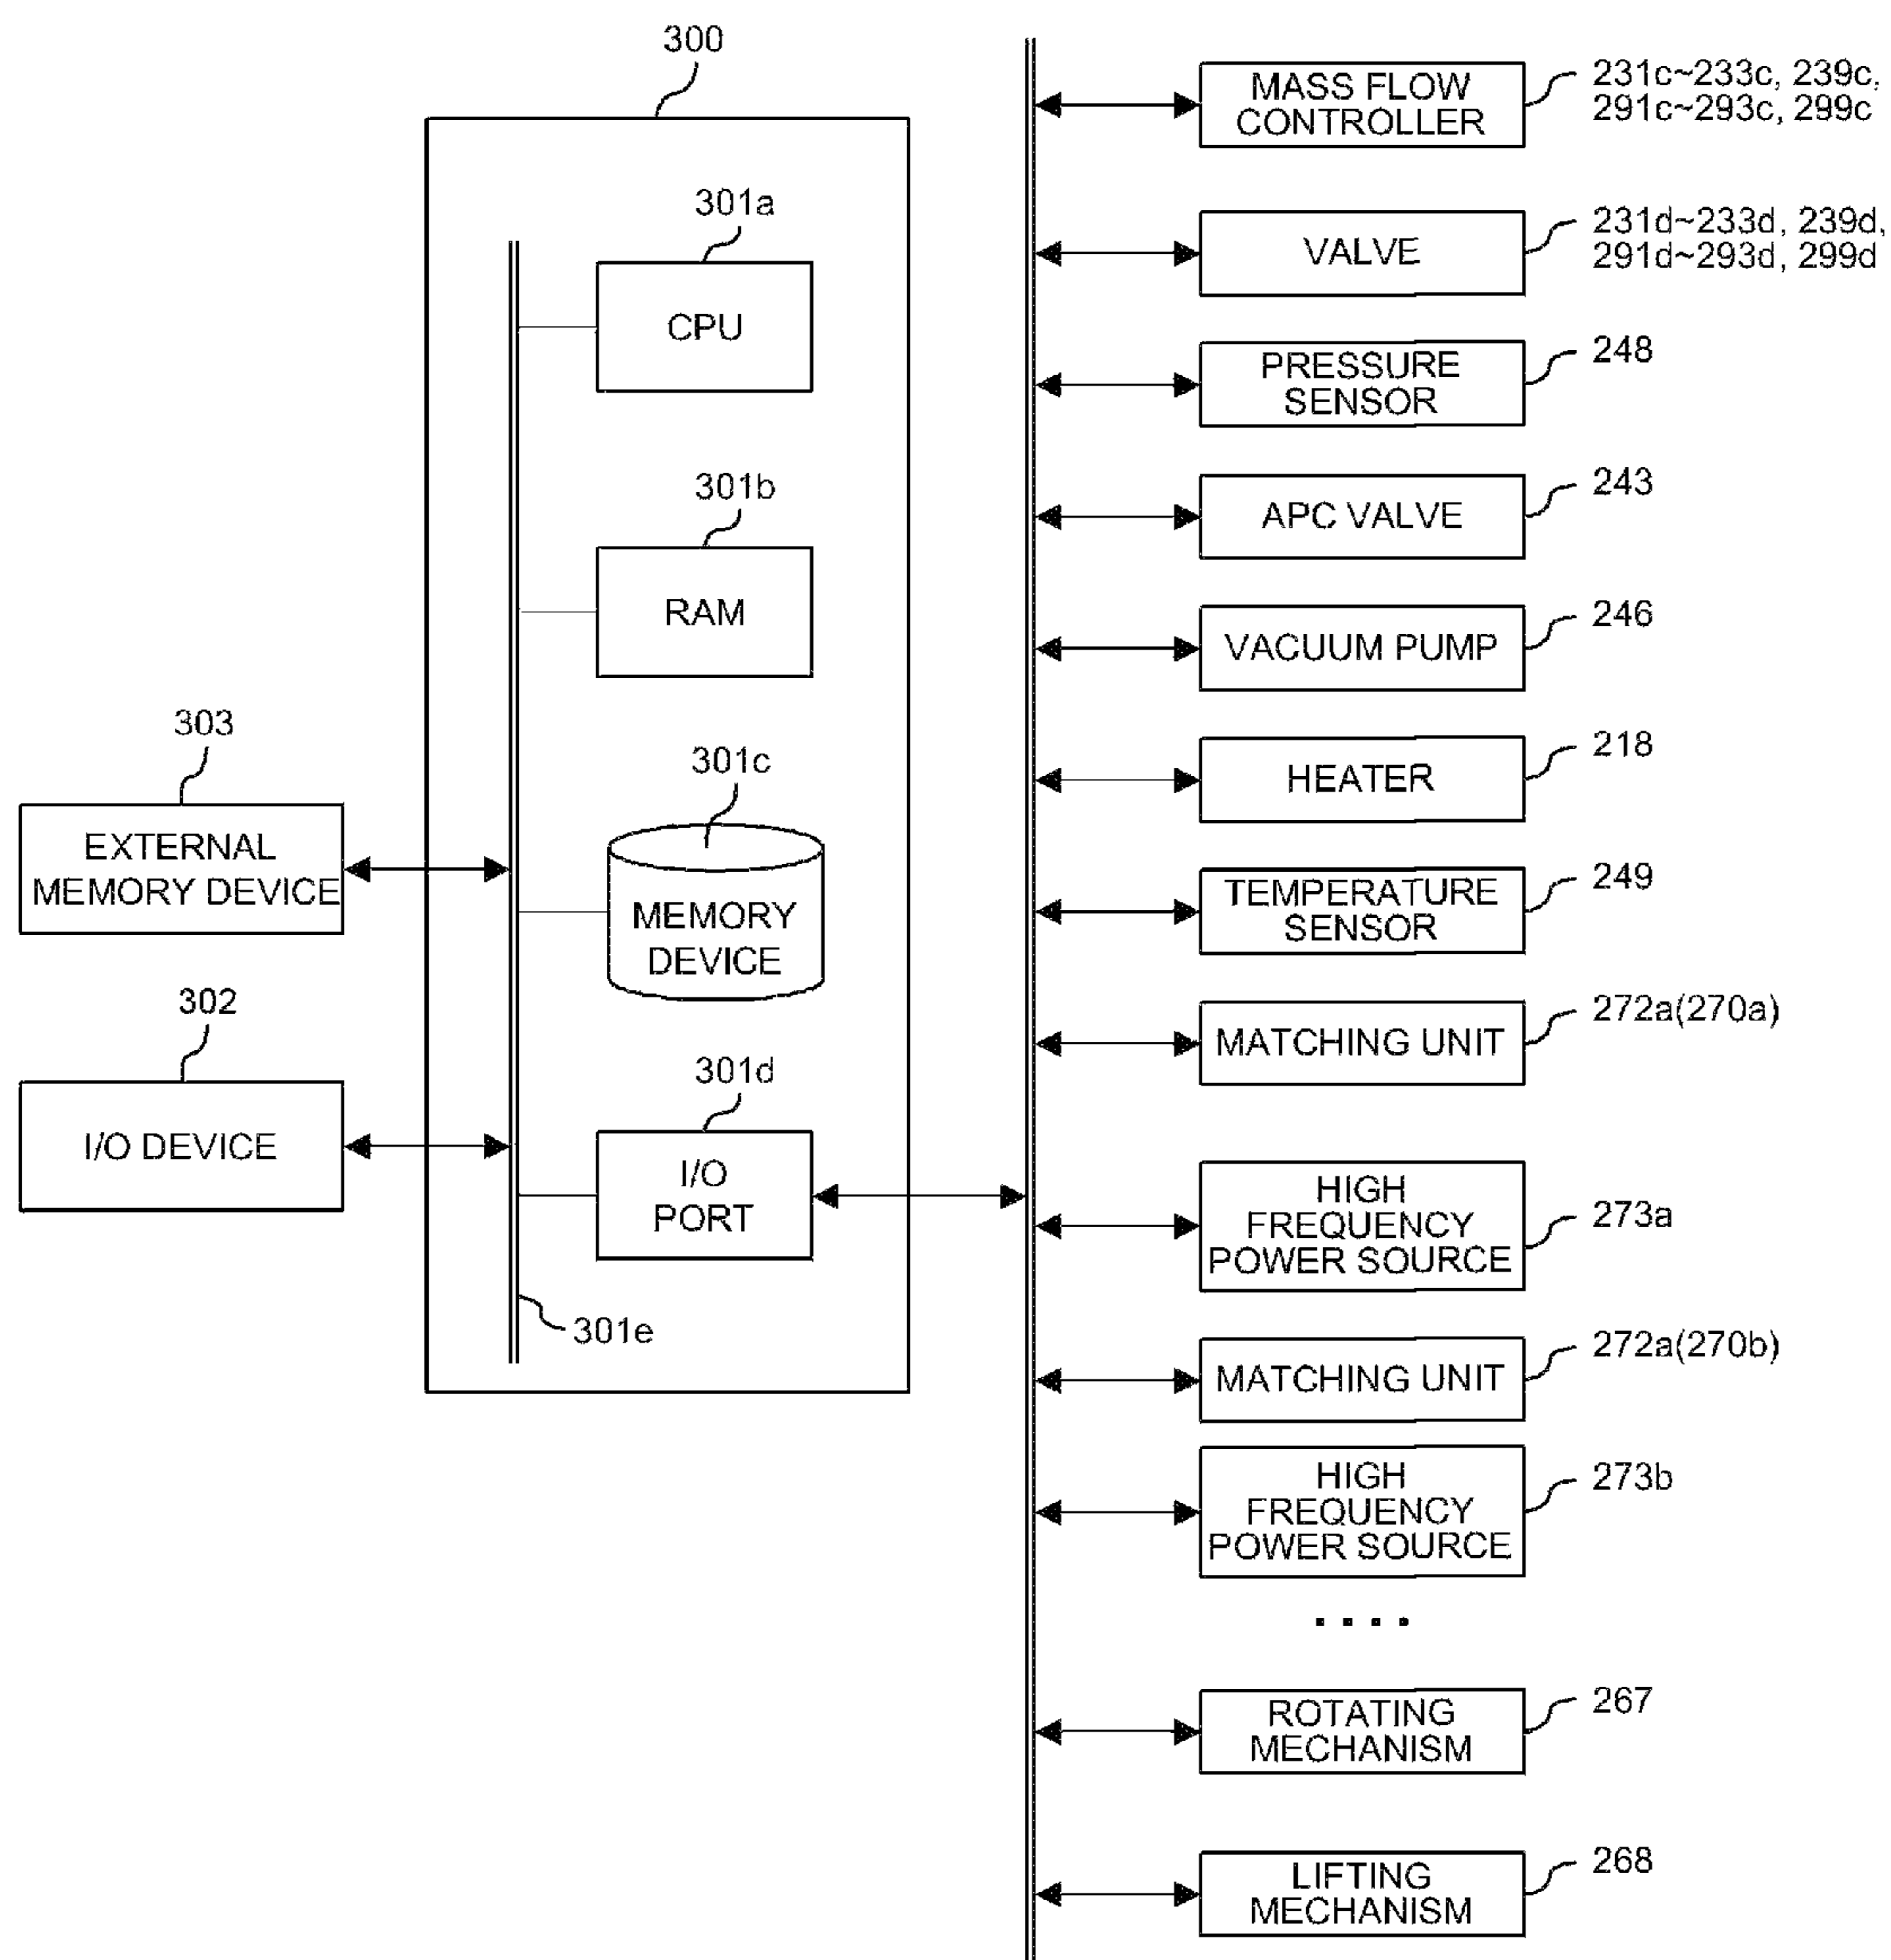 300
301a
CPU
301b
RAM
301c
MEMORY
DEVICE
301d
I/O
PORT
301e
303
EXTERNAL
MEMORY DEVICE
302
I/O DEVICE
MASS FLOW
CONTROLLER
231c~233c, 239c,
291c~293c, 299c
VALVE
231d~233d, 239d,
291d~293d, 299d
PRESSURE
SENSOR
248
APC VALVE
243
VACUUM PUMP
246
HEATER
218
TEMPERATURE
SENSOR
249
MATCHING UNIT
272a(270a)
HIGH
FREQUENCY
POWER SOURCE
273a
MATCHING UNIT
272a(270b)
HIGH
FREQUENCY
POWER SOURCE
273b
....
ROTATING
MECHANISM
267
LIFTING
MECHANISM
268